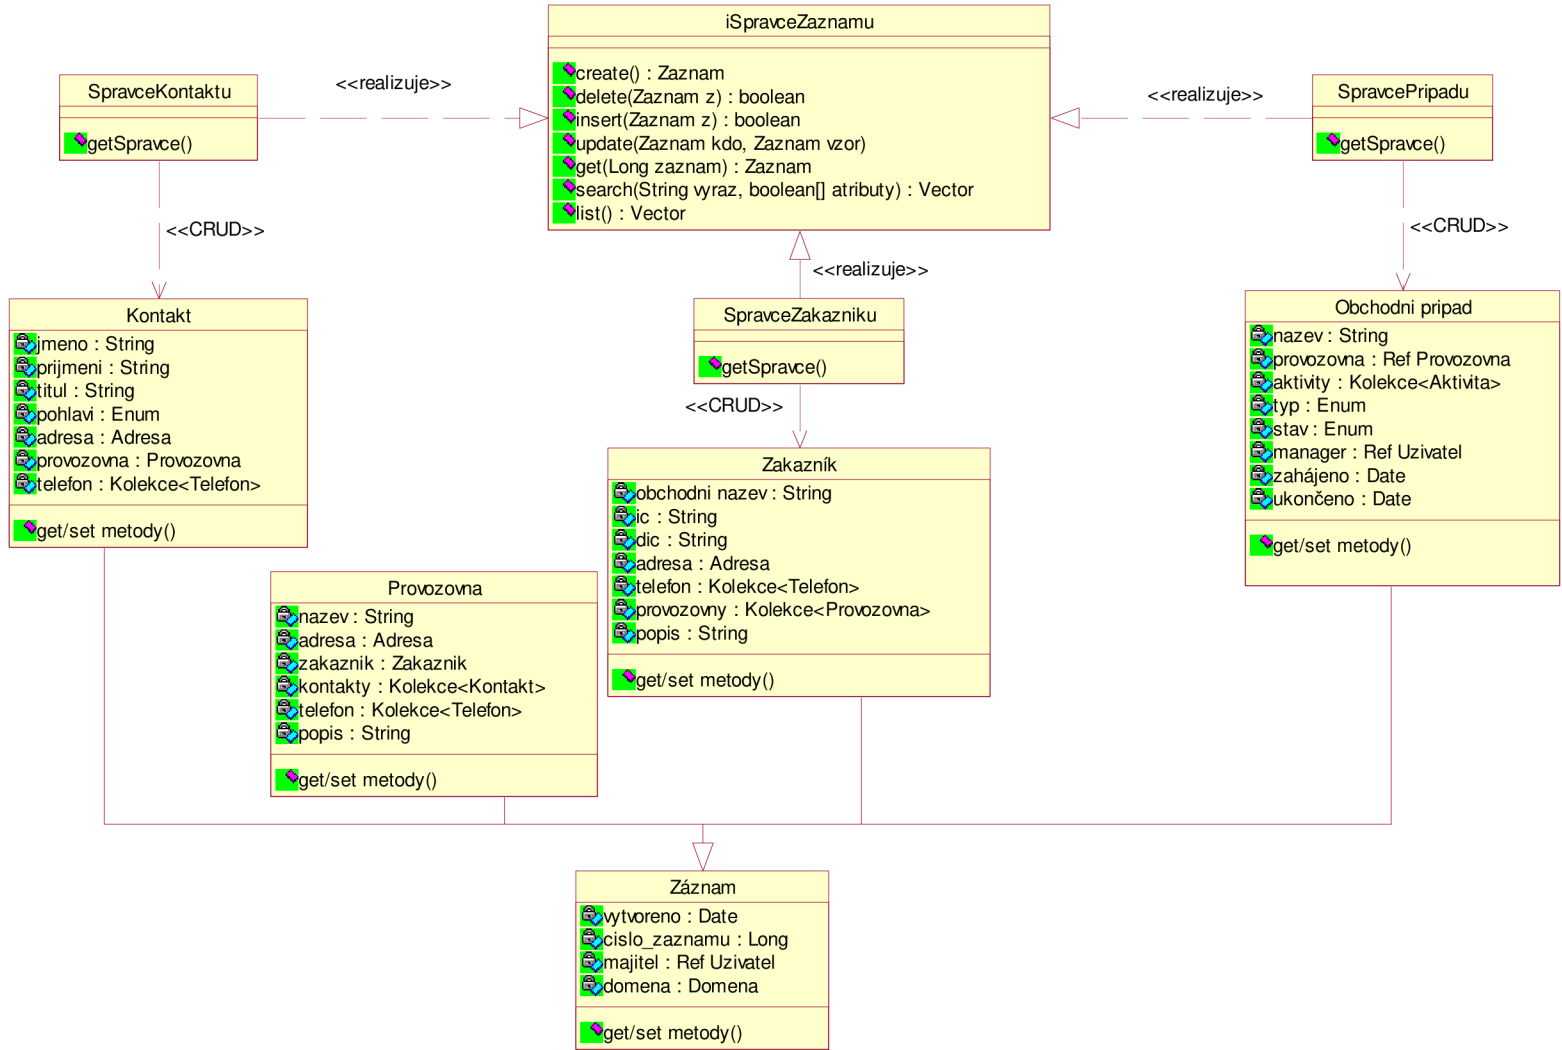 iSpravceZaznamu
create() : Zaznam
delete(Zaznam z) : boolean
insert(Zaznam z) : boolean
update(Zaznam kdo, Zaznam vzor)
get(Long zaznam) : Zaznam
search(String vyraz, boolean[] atributy) : Vector
list() : Vector
SpravceKontaktu
getSpravce()
<<realizuje>>
<<realizuje>>
SpravcePripadu
getSpravce()
<<CRUD>>
<<realizuje>>
<<CRUD>>
Kontakt
jmeno : String
prijmeni : String
titul : String
pohlavi : Enum
adresa : Adresa
provozovna : Provozovna
telefon : Kolekce<Telefon>
get/set metody()
SpravceZakazniku
getSpravce()
<<CRUD>>
Obchodni pripad
nazev : String
provozovna : Ref Provozovna
aktivity : Kolekce<Aktivita>
typ : Enum
stav : Enum
manager : Ref Uzivatel
zahájeno : Date
ukončeno : Date
get/set metody()
Zakazník
obchodni nazev : String
ic : String
dic : String
adresa : Adresa
telefon : Kolekce<Telefon>
provozovny : Kolekce<Provozovna>
popis : String
get/set metody()
Provozovna
nazev : String
adresa : Adresa
zakaznik : Zakaznik
kontakty : Kolekce<Kontakt>
telefon : Kolekce<Telefon>
popis : String
get/set metody()
Záznam
vytvoreno : Date
cislo_zaznamu : Long
majitel : Ref Uzivatel
domena : Domena
get/set metody()